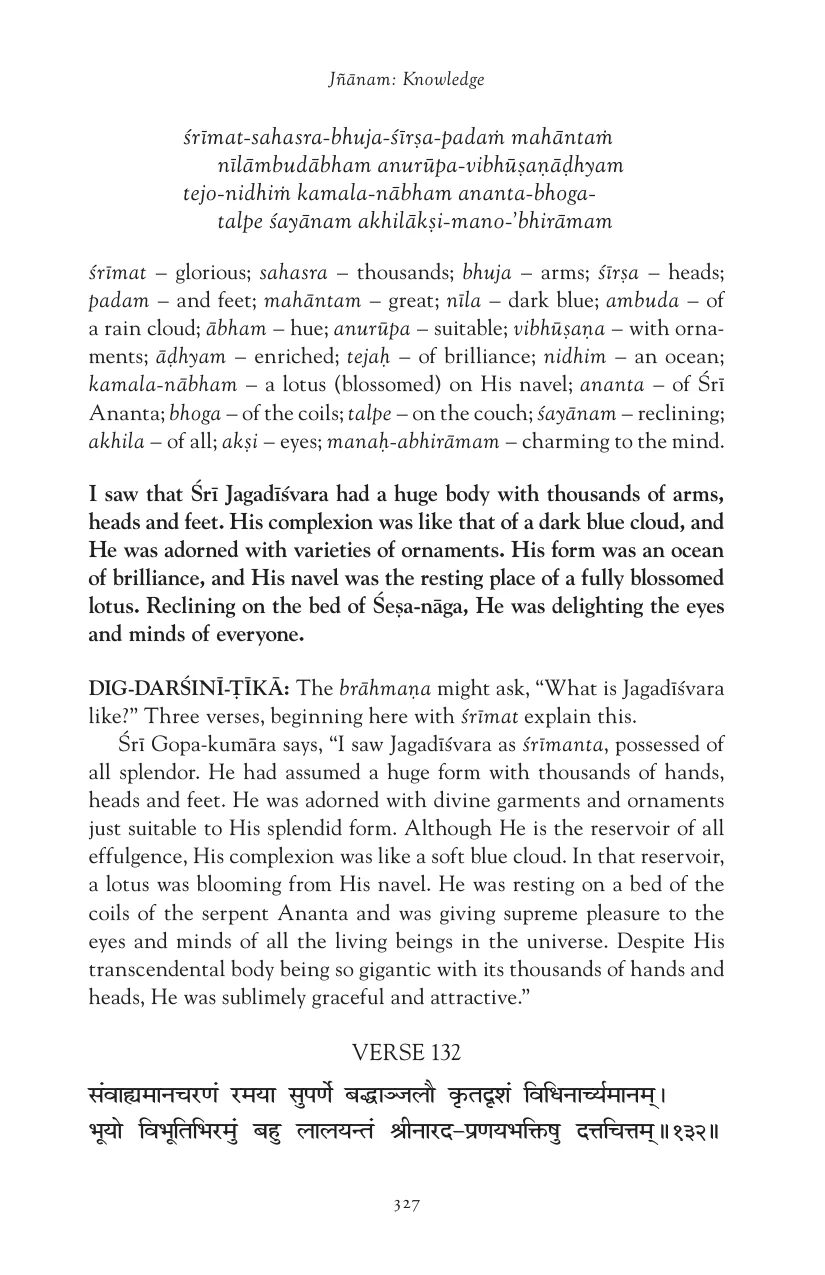 Jñānam: Knowledge
śrīmat-sahasra-bhuja-śīrṣa-padaṁ mahāntaṁ
nīlāmbudābham anurūpa-vibhūṣaṇāḍhyam
tejo-nidhiṁ kamala-nābham ananta-bhoga-
talpe śayānam akhilākṣi-mano-’bhirāmam
śrīmat – glorious; sahasra – thousands; bhuja – arms; śīrṣa – heads;
padam – and feet; mahāntam – great; nīla – dark blue; ambuda – of
a rain cloud; ābham – hue; anurūpa – suitable; vibhūṣaṇa – with orna-
ments; āḍhyam – enriched; tejaḥ – of brilliance; nidhim – an ocean;
kamala-nābham – a lotus (blossomed) on His navel; ananta – of Śrī
Ananta; bhoga – of the coils; talpe – on the couch; śayānam – reclining;
akhila – of all; akṣi – eyes; manaḥ-abhirāmam – charming to the mind.
I saw that Śrī Jagadīśvara had a huge body with thousands of arms,
heads and feet. His complexion was like that of a dark blue cloud, and
He was adorned with varieties of ornaments. His form was an ocean
of brilliance, and His navel was the resting place of a fully blossomed
lotus. Reclining on the bed of Śeṣa-nāga, He was delighting the eyes
and minds of everyone.
DIG-DARŚINĪ-ṬĪKĀ: The brāhmaṇa might ask, “What is Jagadīśvara
like?” Three verses, beginning here with śrīmat explain this.
Śrī Gopa-kumāra says, “I saw Jagadīśvara as śrīmanta, possessed of
all splendor. He had assumed a huge form with thousands of hands,
heads and feet. He was adorned with divine garments and ornaments
just suitable to His splendid form. Although He is the reservoir of all
effulgence, His complexion was like a soft blue cloud. In that reservoir,
a lotus was blooming from His navel. He was resting on a bed of the
coils of the serpent Ananta and was giving supreme pleasure to the
eyes and minds of all the living beings in the universe. Despite His
transcendental body being so gigantic with its thousands of hands and
heads, He was sublimely graceful and attractive.”
VERSE 132
संवाह्यमानचरणं रमया सुपर्णे बद्धाञ्जलौ कृतदृशं विधिनार्च्यमानम्।
भूयो विभूतिभिरमुं बहु लालयन्तं श्रीनारद-प्रणयभक्तिषु दत्तचित्तम्॥१३२॥
327